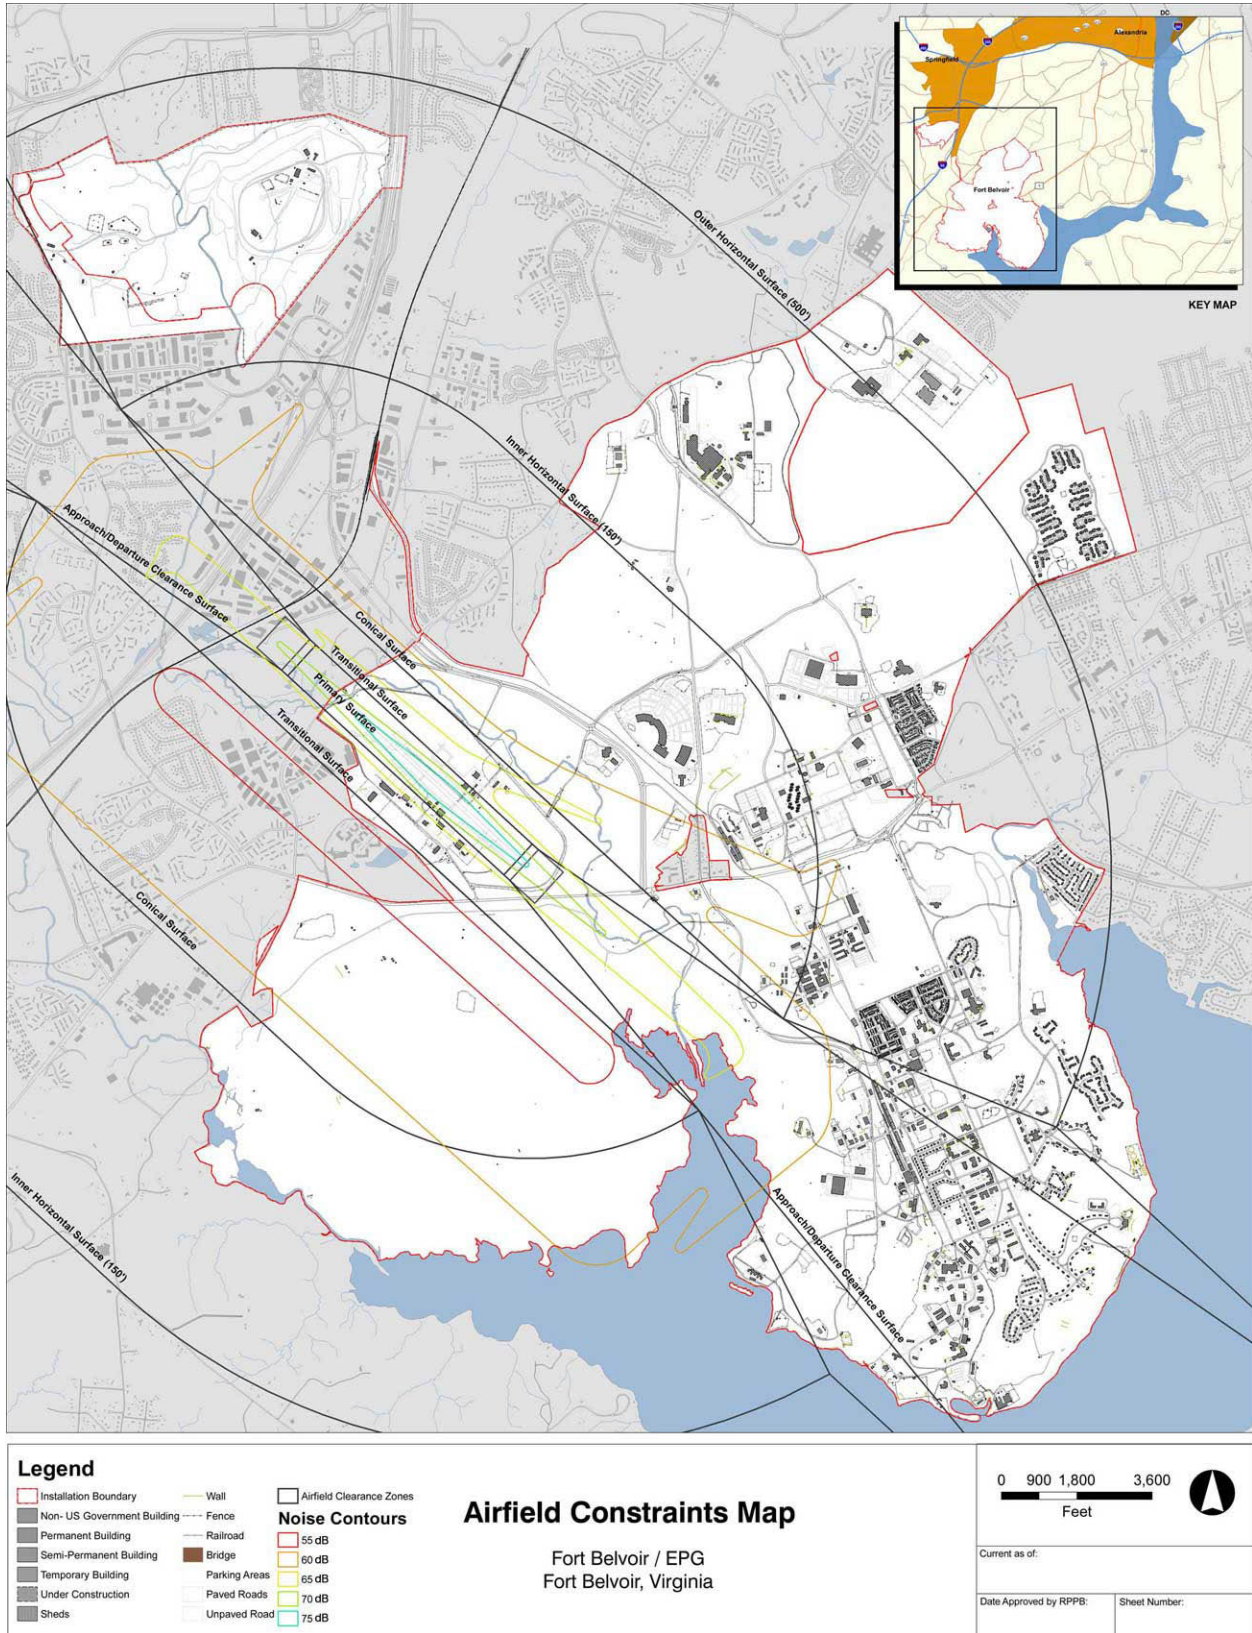 DC
Alexandria
Springfield
Fort Belvoir
KEY MAP
Outer Horizontal Surface (500')
Inner Horizontal Surface (150')
Approach/Departure Clearance Surface
Conical Surface
Transitional Surface
Primary Surface
Transitional Surface
Conical Surface
Inner Horizontal Surface (150')
Approach/Departure Clearance Surface
Legend
Installation Boundary
Non- US Government Building
Permanent Building
Semi-Permanent Building
Temporary Building
Under Construction
Sheds
Wall
Fence
Railroad
Bridge
Parking Areas
Paved Roads
Unpaved Road
Airfield Clearance Zones
Noise Contours
55 dB
60 dB
65 dB
70 dB
75 dB
Airfield Constraints Map
Fort Belvoir / EPG
Fort Belvoir, Virginia
0 900 1,800 3,600
Feet
Current as of:
Date Approved by RPPB:
Sheet Number: